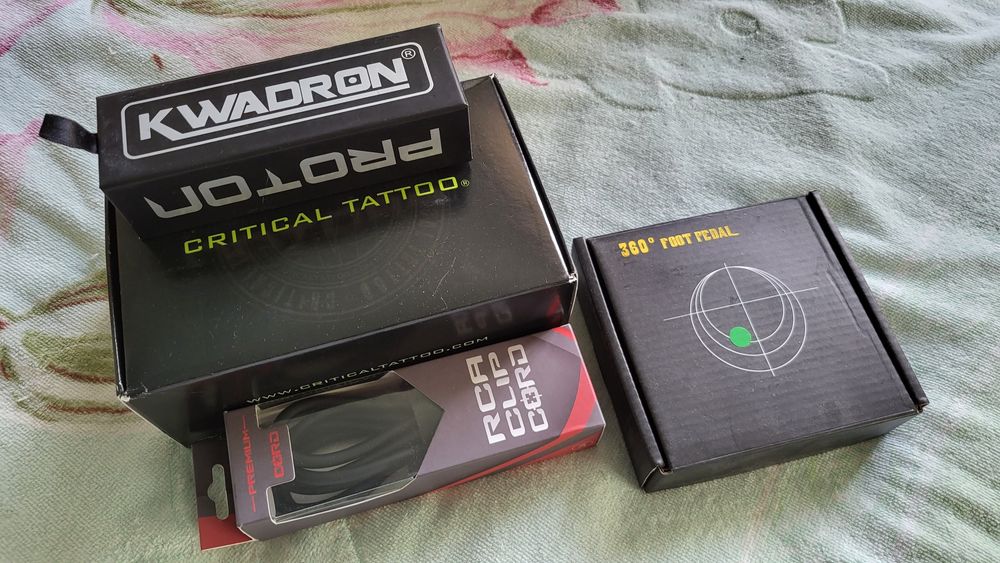 KWADRON®
PROTON
CRITICAL TATTOO®
WWW.CRITICALTATTOO.COM
PREMIUM
CORD
RCA
CLIP
CORD
360° FOOT PEDAL